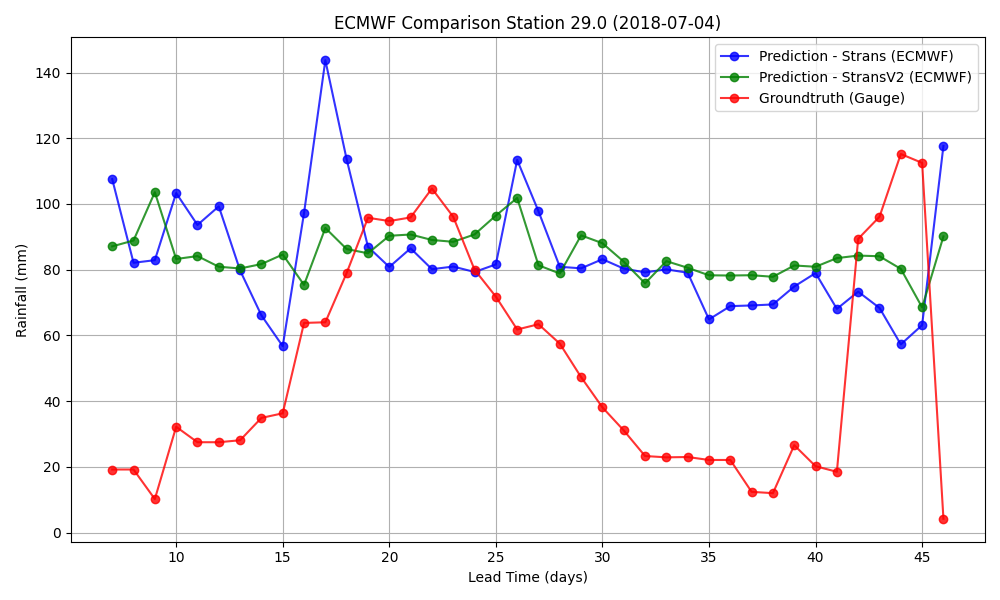 ECMWF Comparison Station 29.0 (2018-07-04)
Prediction - Strans (ECMWF)
Prediction - StransV2 (ECMWF)
Groundtruth (Gauge)
Rainfall (mm)
140
120
100
80
60
40
20
0
10 15 20 25 30 35 40 45
Lead Time (days)